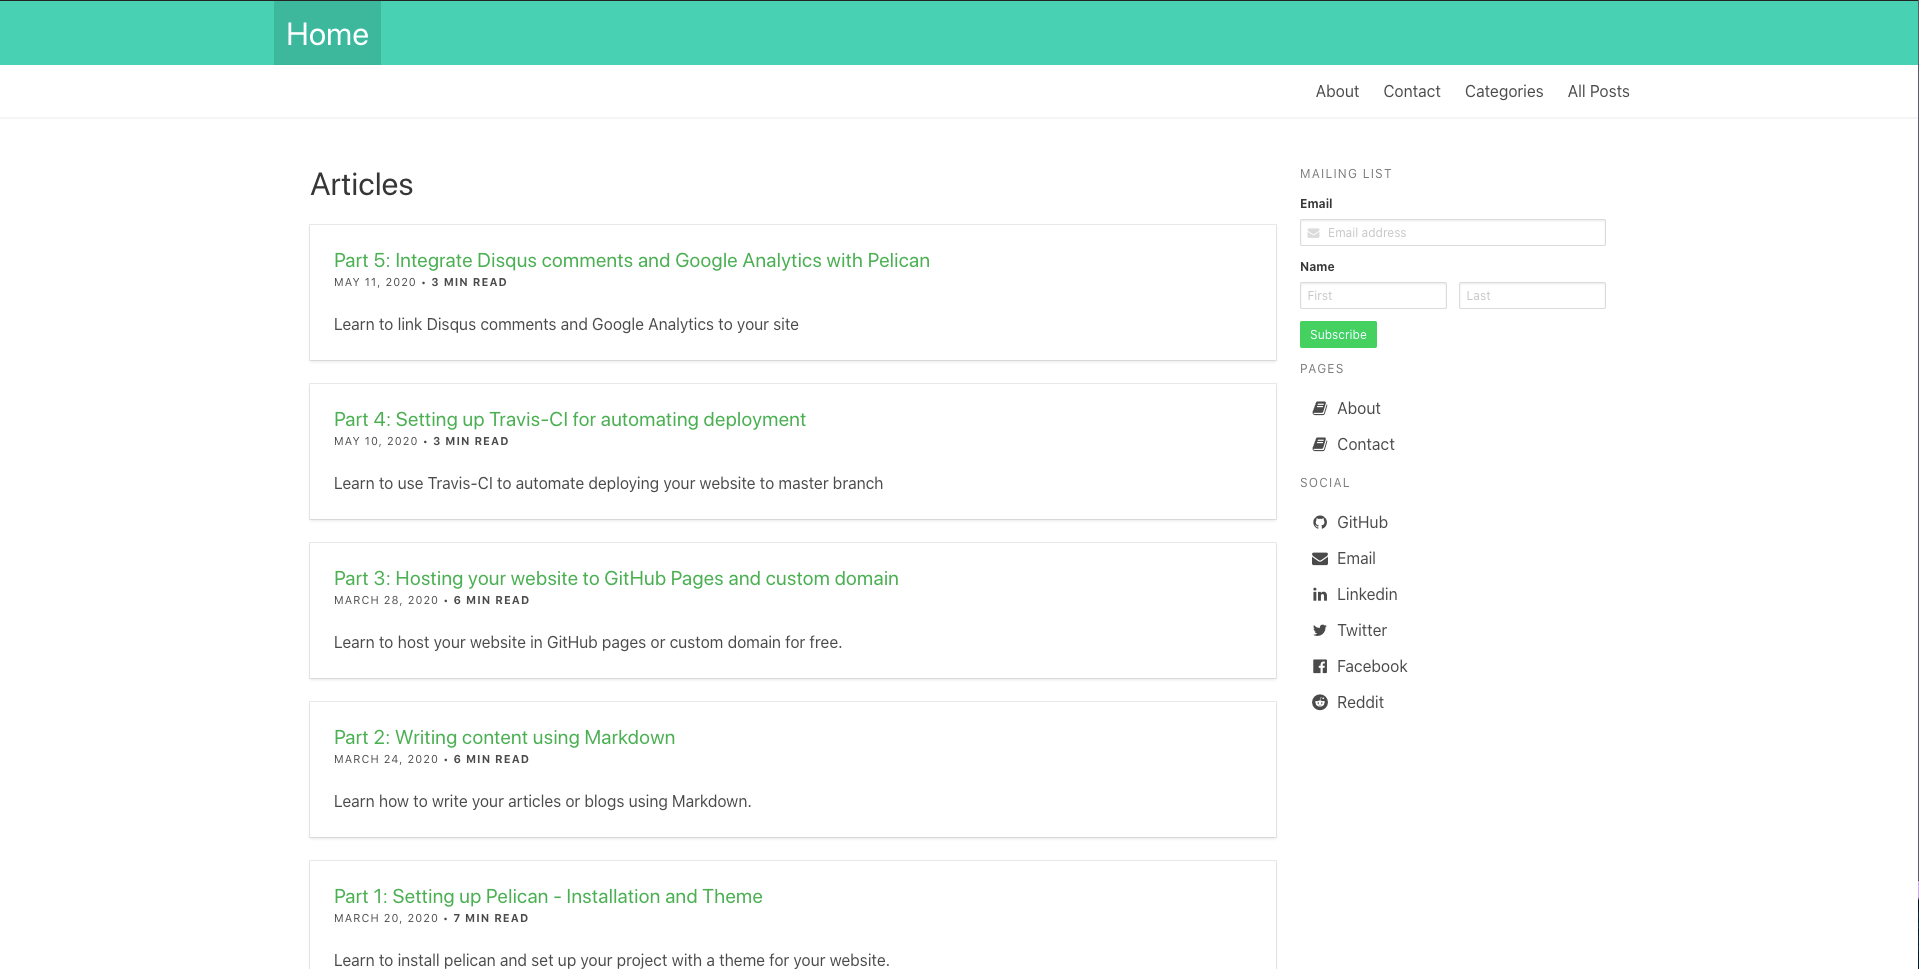 Home
About Contact Categories All Posts
Articles
Part 5: Integrate Disqus comments and Google Analytics with Pelican
MAY 11, 2020 • 3 MIN READ
Learn to link Disqus comments and Google Analytics to your site
Part 4: Setting up Travis-CI for automating deployment
MAY 10, 2020 • 3 MIN READ
Learn to use Travis-CI to automate deploying your website to master branch
Part 3: Hosting your website to GitHub Pages and custom domain
MARCH 28, 2020 • 6 MIN READ
Learn to host your website in GitHub pages or custom domain for free.
Part 2: Writing content using Markdown
MARCH 24, 2020 • 6 MIN READ
Learn how to write your articles or blogs using Markdown.
Part 1: Setting up Pelican - Installation and Theme
MARCH 20, 2020 • 7 MIN READ
Learn to install pelican and set up your project with a theme for your website.
MAILING LIST
Email
Email address
Name
First Last
Subscribe
PAGES
About
Contact
SOCIAL
GitHub
Email
Linkedin
Twitter
Facebook
Reddit